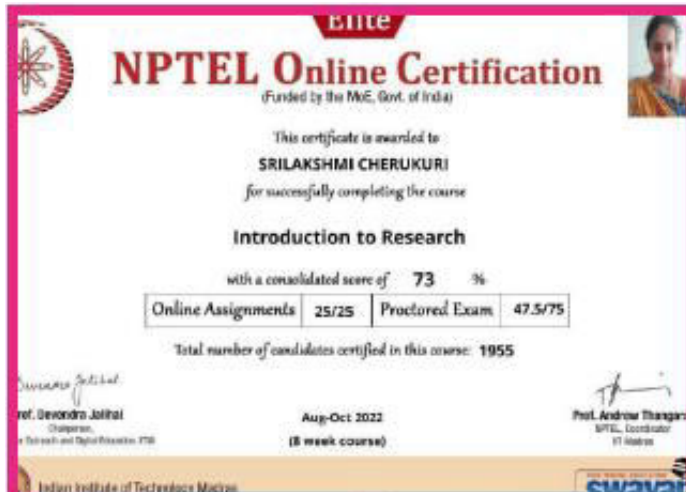 Elite
NPTEL Online Certification
(Funded by the MoE, Govt. of India)
This certificate is awarded to
SRILAKSHMI CHERUKURI
for successfully completing the course
Introduction to Research
with a consolidated score of 73 %
Online Assignments 25/25 Proctored Exam 47.5/75
Total number of candidates certified in this course: 1955
Devendra Jalihal
Prof. Andrew Thangaraj
Chairperson,
NPTEL, Coordinator
IIT Madras
Aug-Oct 2022
(8 week course)
Indian Institute of Technology Madras
swayam